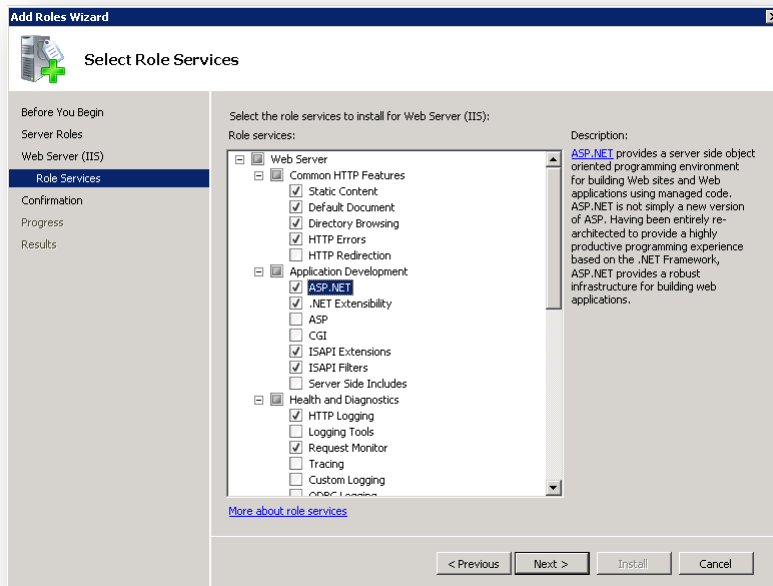 Add Roles Wizard
Select Role Services
Before You Begin
Server Roles
Web Server (IIS)
Role Services
Confirmation
Progress
Results
Select the role services to install for Web Server (IIS):
Role services:
Web Server
Common HTTP Features
Static Content
Default Document
Directory Browsing
HTTP Errors
HTTP Redirection
Application Development
ASP.NET
.NET Extensibility
ASP
CGI
ISAPI Extensions
ISAPI Filters
Server Side Includes
Health and Diagnostics
HTTP Logging
Logging Tools
Request Monitor
Tracing
Custom Logging
ODBC Logging
More about role services
Description:
ASP.NET provides a server side object
oriented programming environment
for building Web sites and Web
applications using managed code.
ASP.NET is not simply a new version
of ASP. Having been entirely re-
architected to provide a highly
productive programming experience
based on the .NET Framework,
ASP.NET provides a robust
infrastructure for building web
applications.
< Previous
Next >
Install
Cancel